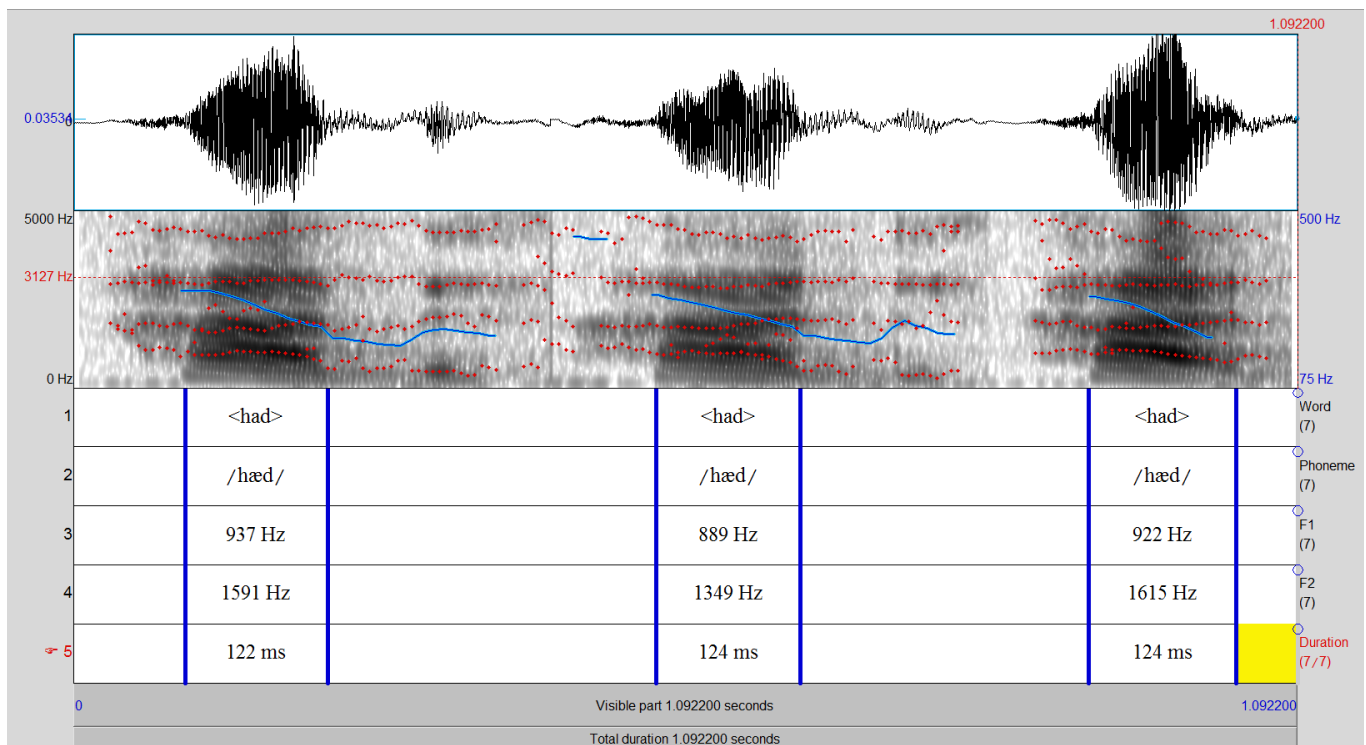 1.092200
0.03534
0
5000 Hz
500 Hz
3127 Hz
0 Hz
75 Hz
1 <had> <had> <had> Word (7)
2 /hæd/ /hæd/ /hæd/ Phoneme (7)
3 937 Hz 889 Hz 922 Hz F1 (7)
4 1591 Hz 1349 Hz 1615 Hz F2 (7)
5 122 ms 124 ms 124 ms Duration (7/7)
0 Visible part 1.092200 seconds 1.092200
Total duration 1.092200 seconds